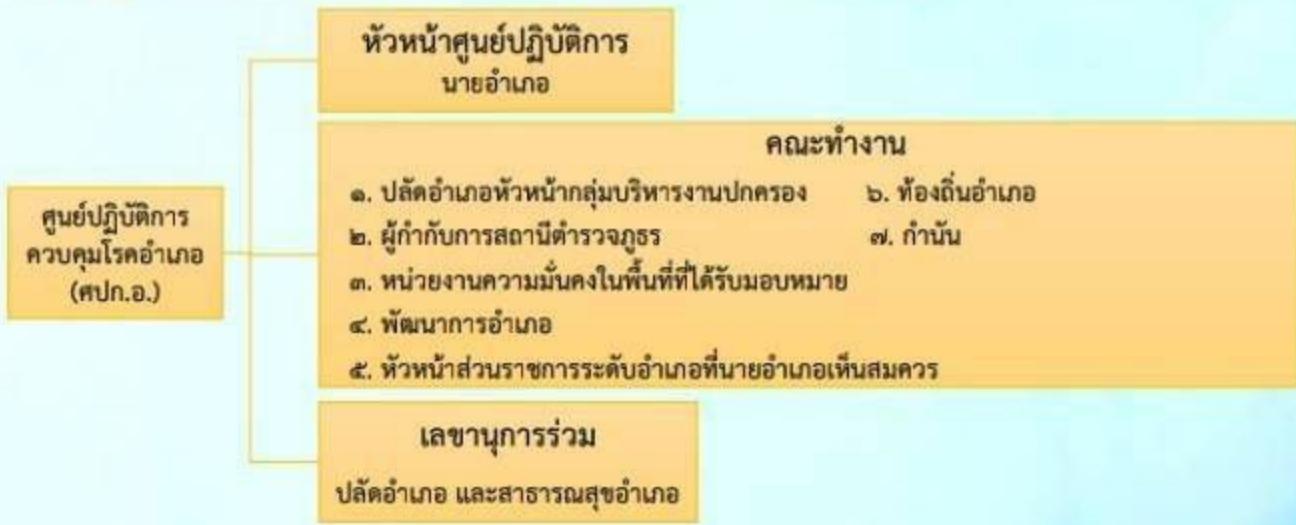 หัวหน้าศูนย์ปฏิบัติการ
นายอำเภอ
ศูนย์ปฏิบัติการ
ควบคุมโรคอำเภอ
(ศปก.อ.)
คณะทำงาน
๑. ปลัดอำเภอหัวหน้ากลุ่มบริหารงานปกครอง
๒. ผู้กำกับการสถานีตำรวจภูธร
๓. หน่วยงานความมั่นคงในพื้นที่ที่ได้รับมอบหมาย
๔. พัฒนาการอำเภอ
๕. หัวหน้าส่วนราชการระดับอำเภอที่นายอำเภอเห็นสมควร
๖. ท้องถิ่นอำเภอ
๗. กำนัน
เลขานุการร่วม
ปลัดอำเภอ และสาธารณสุขอำเภอ